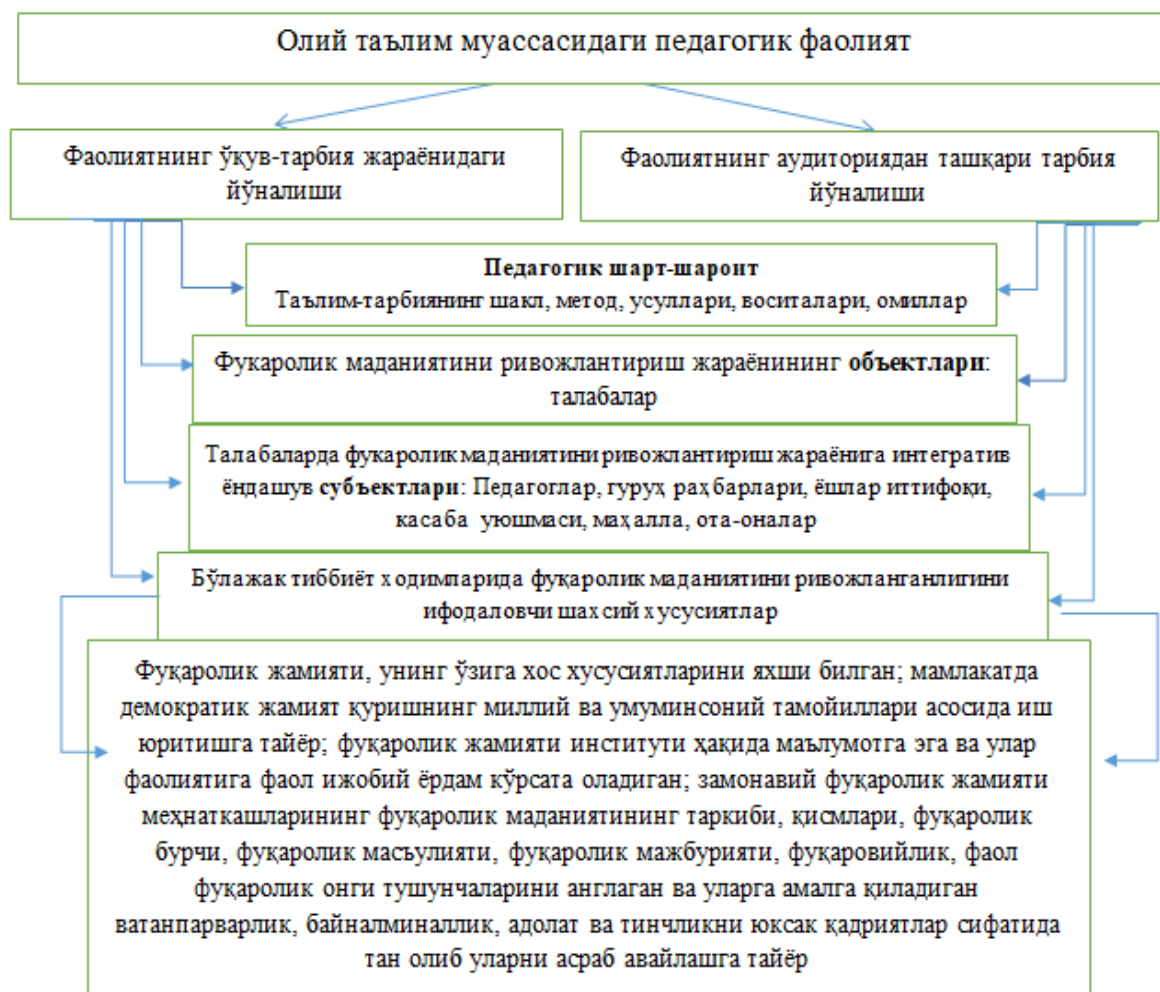 Олий таълим муассасидаги педагогик фаолият
Фаолиятнинг ўқув-тарбия жараёнидаги
йўналиши
Фаолиятнинг аудиториядан ташқари тарбия
йўналиши
Педагогик шарт-шароит
Таълим-тарбиянинг шакл, метод, усуллари, воситалари, омиллар
Фукаролик маданиятини ривожлантириш жараёнининг объектлари:
талабалар
Талабаларда фукаролик маданиятини ривожлантириш жараёнига интегратив
ёндашув субъектлари: Педагоглар, гуруҳ раҳбарлари, ёшлар иттифоқи,
касаба уюшмаси, маҳалла, ота-оналар
Бўлажак тиббиёт ходимларида фуқаролик маданиятини ривожланганлигини
ифодаловчи шахсий хусусиятлар
Фуқаролик жамияти, унинг ўзига хос хусусиятларини яхши билган; мамлакатда
демократик жамият қуришнинг миллий ва умуминсоний тамойиллари асосида иш
юритишга тайёр; фуқаролик жамияти институти ҳақида маълумотга эга ва улар
фаолиятига фаол ижобий ёрдам кўрсата оладиган; замонавий фуқаролик жамияти
меҳнаткашларининг фуқаролик маданиятининг таркиби, қисмлари, фуқаролик
бурчи, фуқаролик масъулияти, фуқаролик мажбурияти, фуқаровийлик, фаол
фуқаролик онги тушунчаларини англаган ва уларга амалга қиладиган
ватанпарварлик, байналминаллик, адолат ва тинчликни юксак қадриятлар сифатида
тан олиб уларни асраб авайлашга тайёр